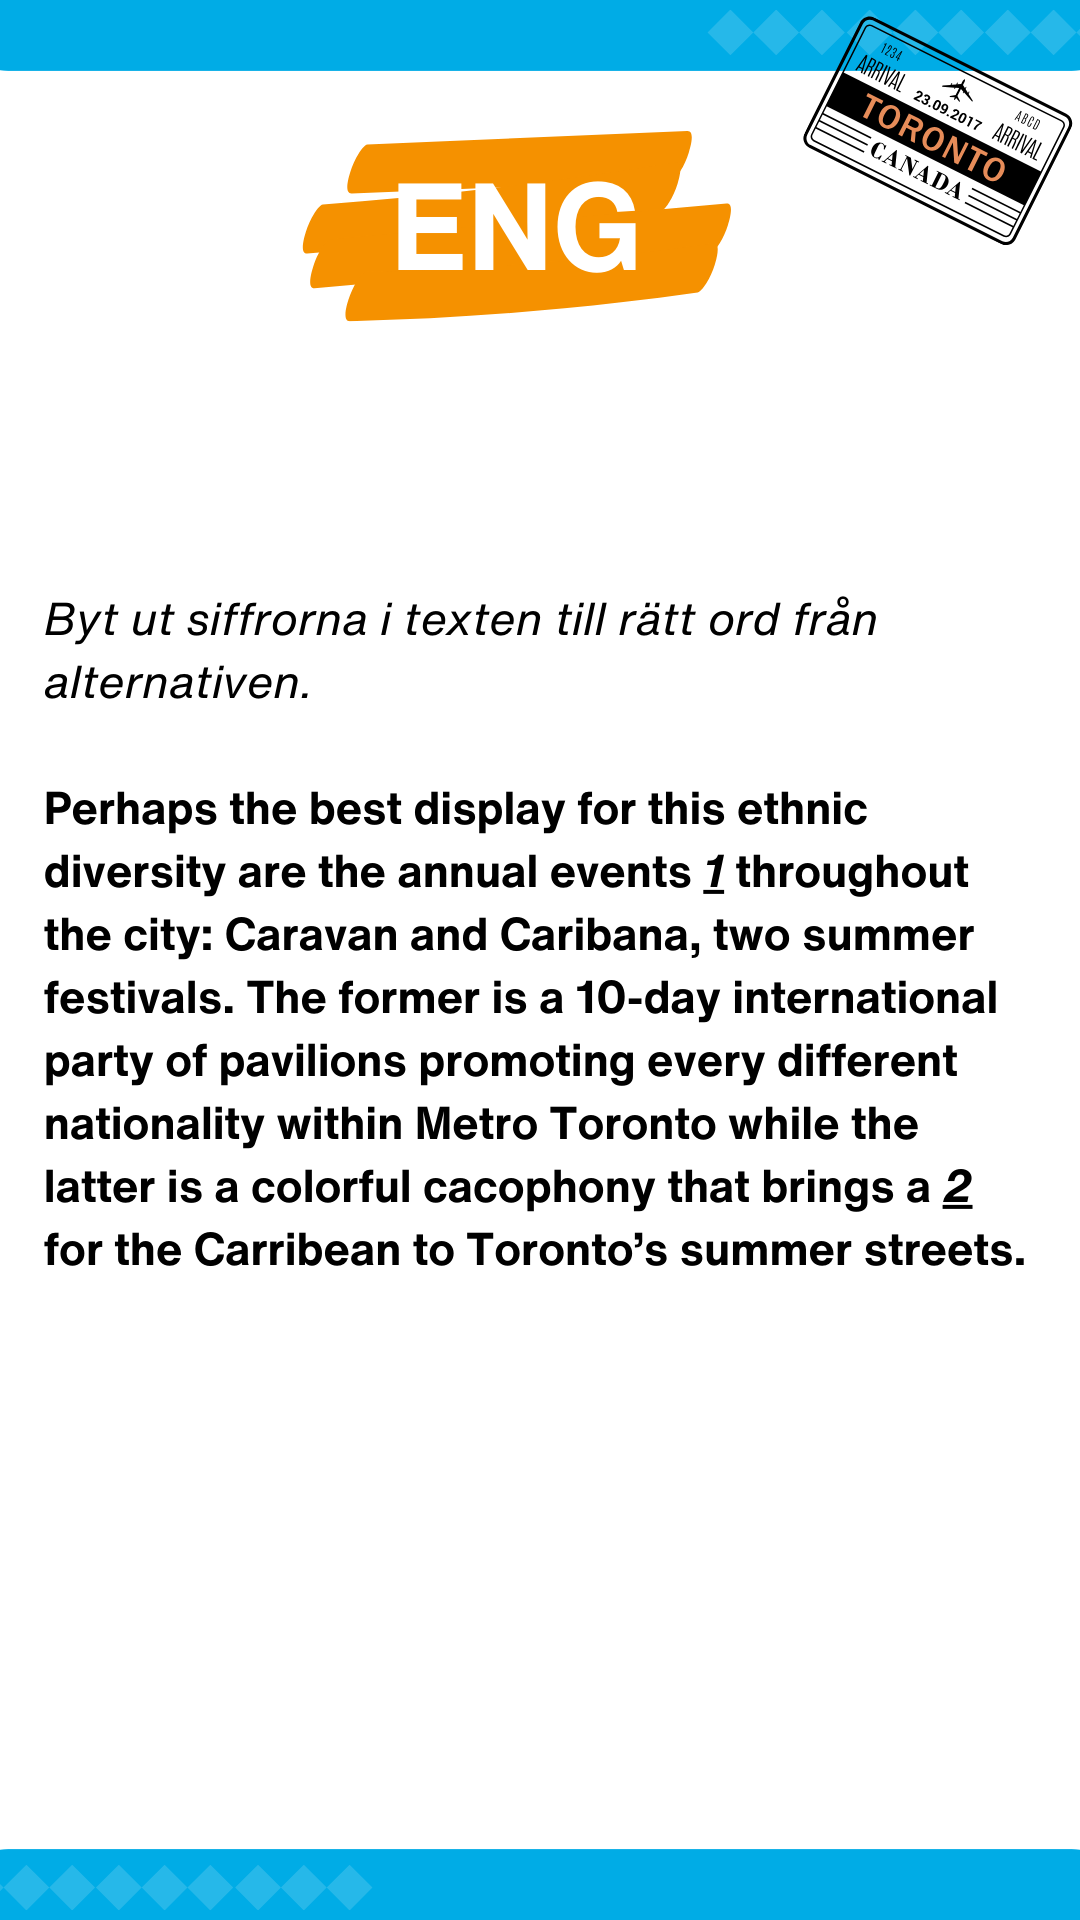 1234
ARRIVAL
23.09.2017
ABCD
ARRIVAL
TORONTO
CANADA
ENG
Byt ut siffrorna i texten till rätt ord från
alternativen.
Perhaps the best display for this ethnic
diversity are the annual events 1 throughout
the city: Caravan and Caribana, two summer
festivals. The former is a 10-day international
party of pavilions promoting every different
nationality within Metro Toronto while the
latter is a colorful cacophony that brings a 2
for the Carribean to Toronto’s summer streets.